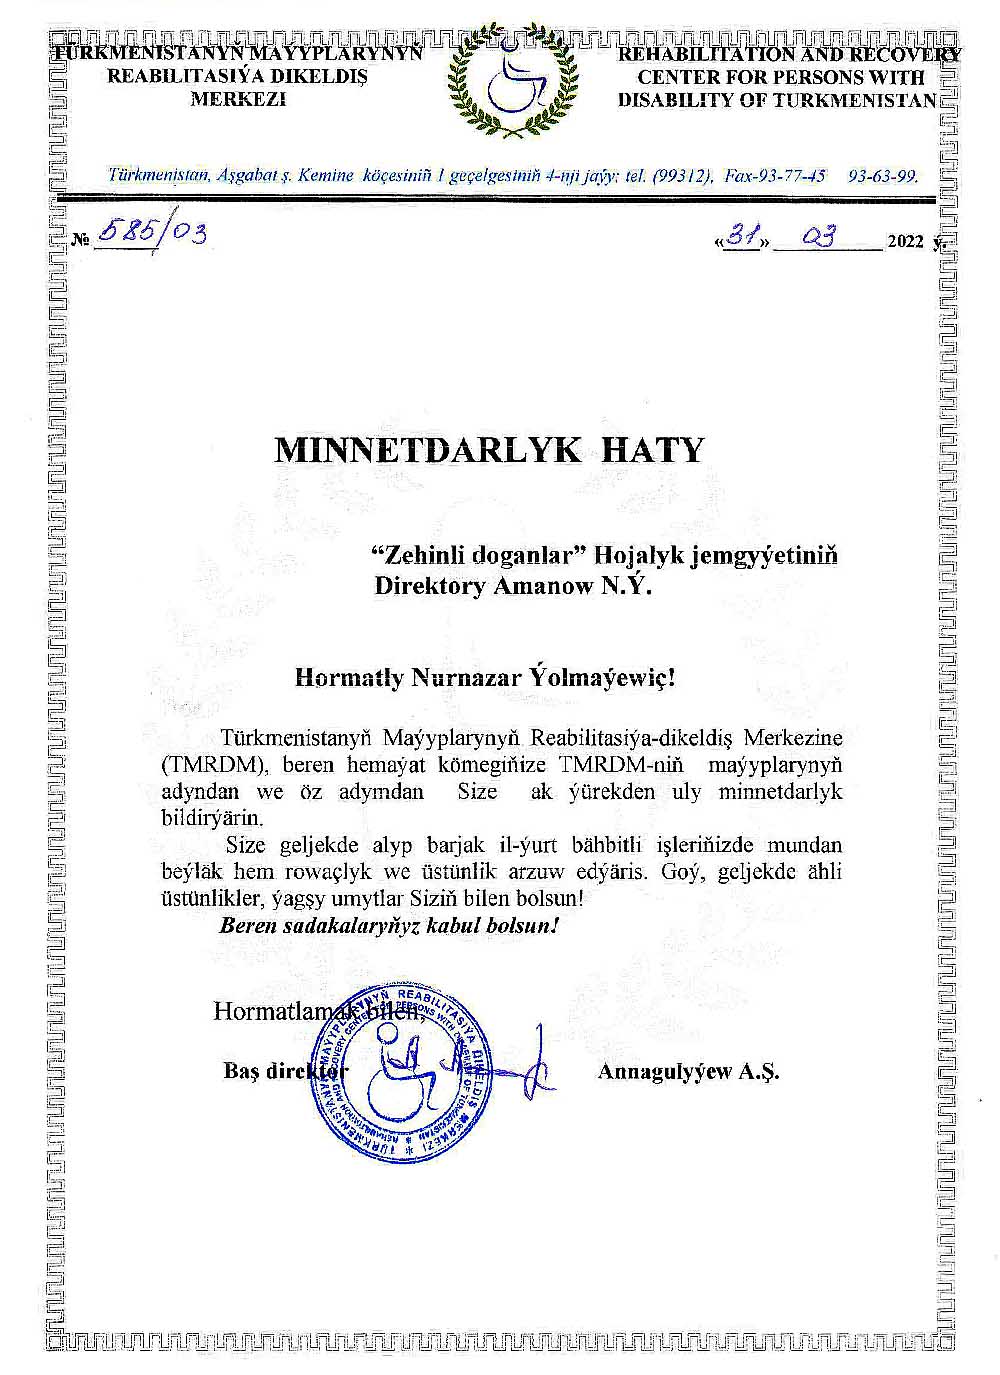 TÜRKMENISTANYŇ MAÝYPLARYNYŇ
REABILITASIÝA DIKELDIŞ
MERKEZI
REHABILITATION AND RECOVERY
CENTER FOR PERSONS WITH
DISABILITY OF TURKMENISTAN
Türkmenistan, Aşgabat ş. Kemine köçesiniň 1 geçelgesiniň 4-nji jaýy; tel. (99312), Fax-93-77-45 93-63-99.
№ 585/03
«31» 03 2022 ý.
MINNETDARLYK HATY
“Zehinli doganlar” Hojalyk jemgyýetiniň
Direktory Amanow N.Ý.
Hormatly Nurnazar Ýolmaýewiç!
Türkmenistanyň Maýyplarynyň Reabilitasiýa-dikeldiş Merkezine
(TMRDM), beren hemaýat kömegiňize TMRDM-niň maýyplarynyň
adyndan we öz adymdan Size ak ýürekden uly minnetdarlyk
bildirýärin.
Size geljekde alyp barjak il-ýurt bähbitli işleriňizde mundan
beýläk hem rowaçlyk we üstünlik arzuw edýäris. Goý, geljekde ähli
üstünlikler, ýagşy umytlar Siziň bilen bolsun!
Beren sadakalaryňyz kabul bolsun!
Hormatlamak bilen,
Baş direktor
Annagulyýew A.Ş.
TÜRKMENISTANYŇ MAÝYPLARYNYŇ REABILITASIÝA DIKELDIŞ MERKEZI *
REHABILITATION AND RECOVERY CENTER FOR PERSONS WITH DISABILITY OF TURKMENISTAN *